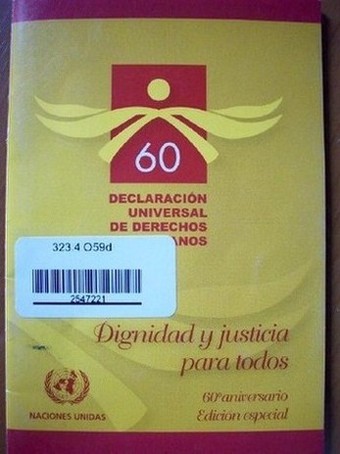 60
DECLARACIÓN
UNIVERSAL
DE DERECHOS
ANOS
323.4 O59d
2547221
Dignidad y justicia
para todos
60º aniversario
Edición especial
NACIONES UNIDAS